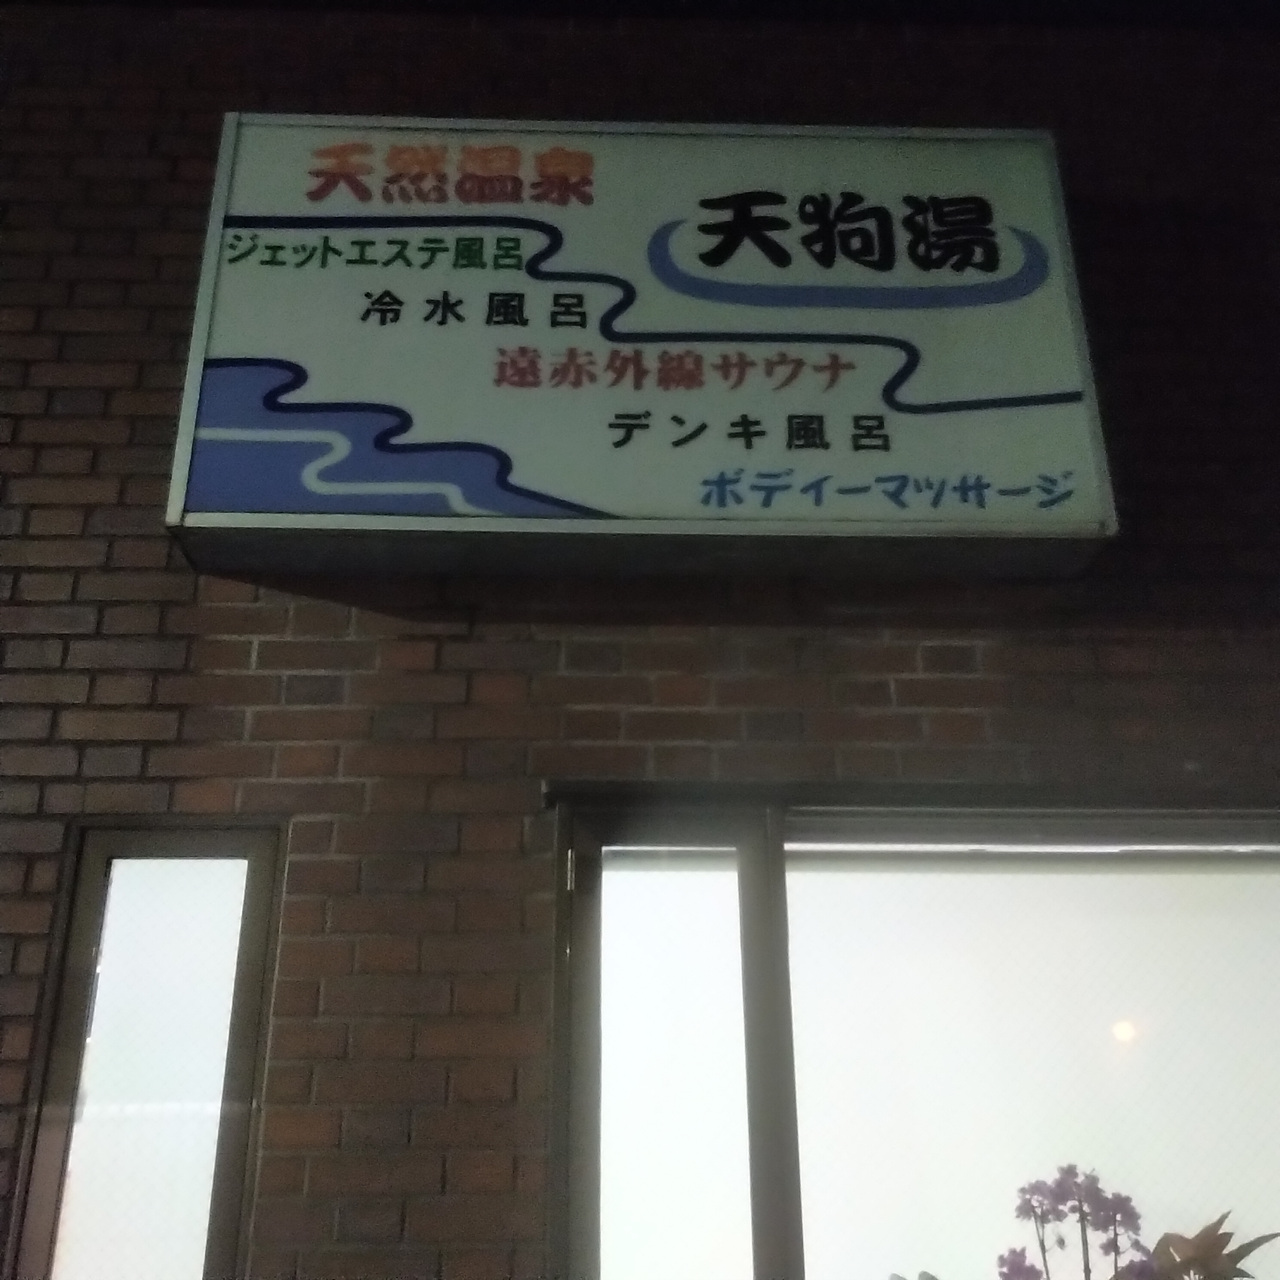 天然温泉
天狗湯
ジェットエステ風呂
冷水風呂
遠赤外線サウナ
デンキ風呂
ボディーマッサージ